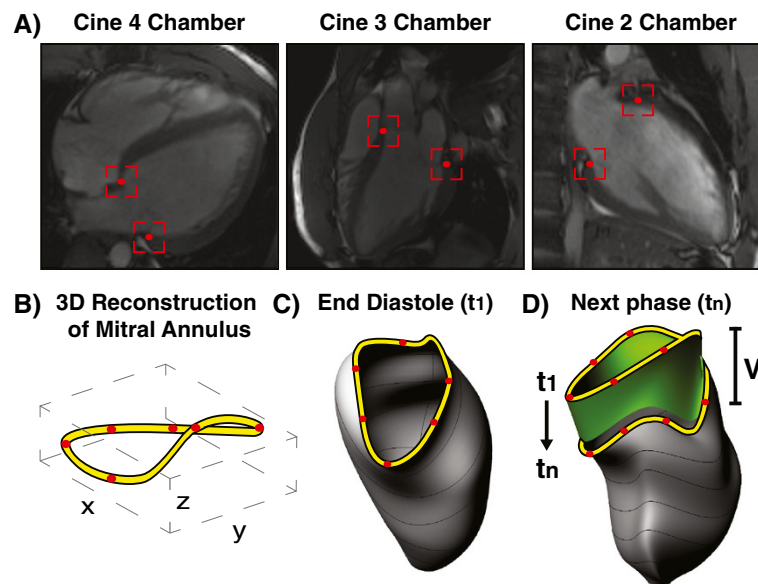 A) Cine 4 Chamber Cine 3 Chamber Cine 2 Chamber
B) 3D Reconstruction
of Mitral Annulus
x
z
y
C) End Diastole (t1)
D) Next phase (tn)
t1
tn
V